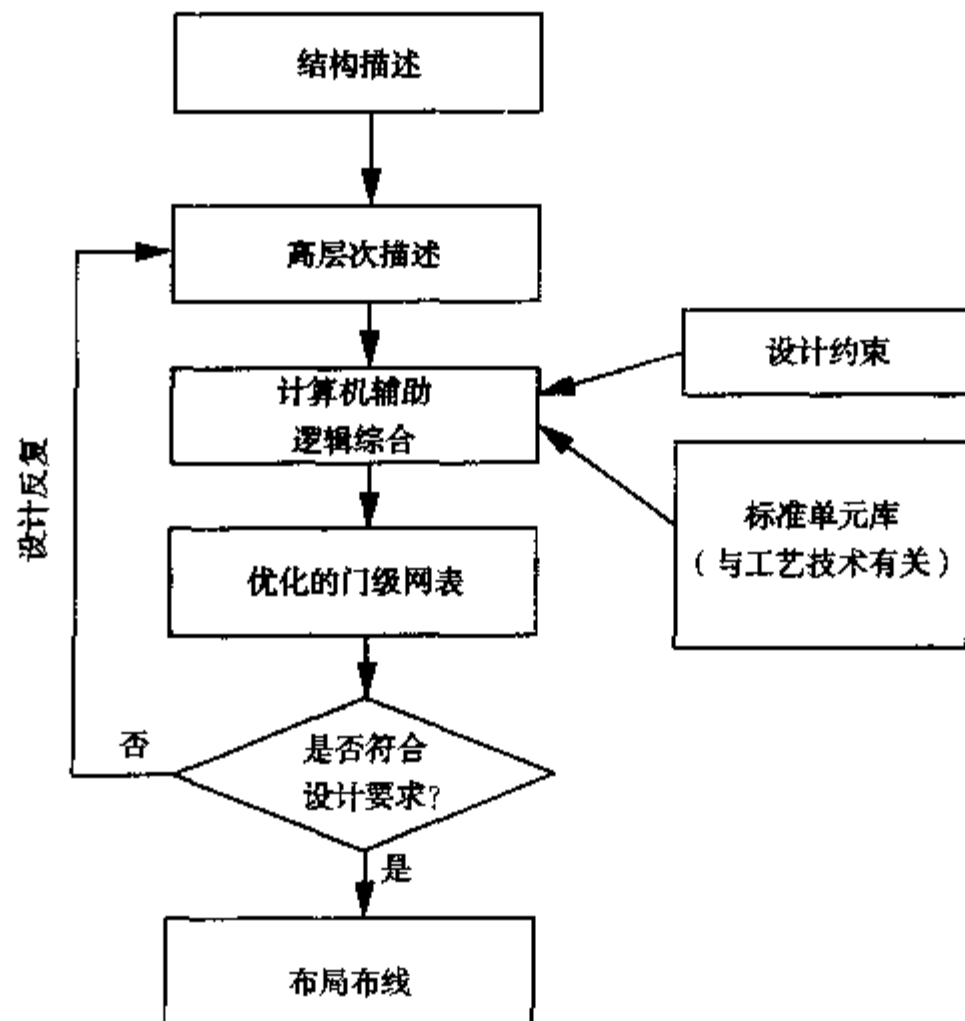 结构描述
高层次描述
设计约束
计算机辅助
逻辑综合
标准单元库
（与工艺技术有关）
设计反复
优化的门级网表
否
是否符合
设计要求?
是
布局布线